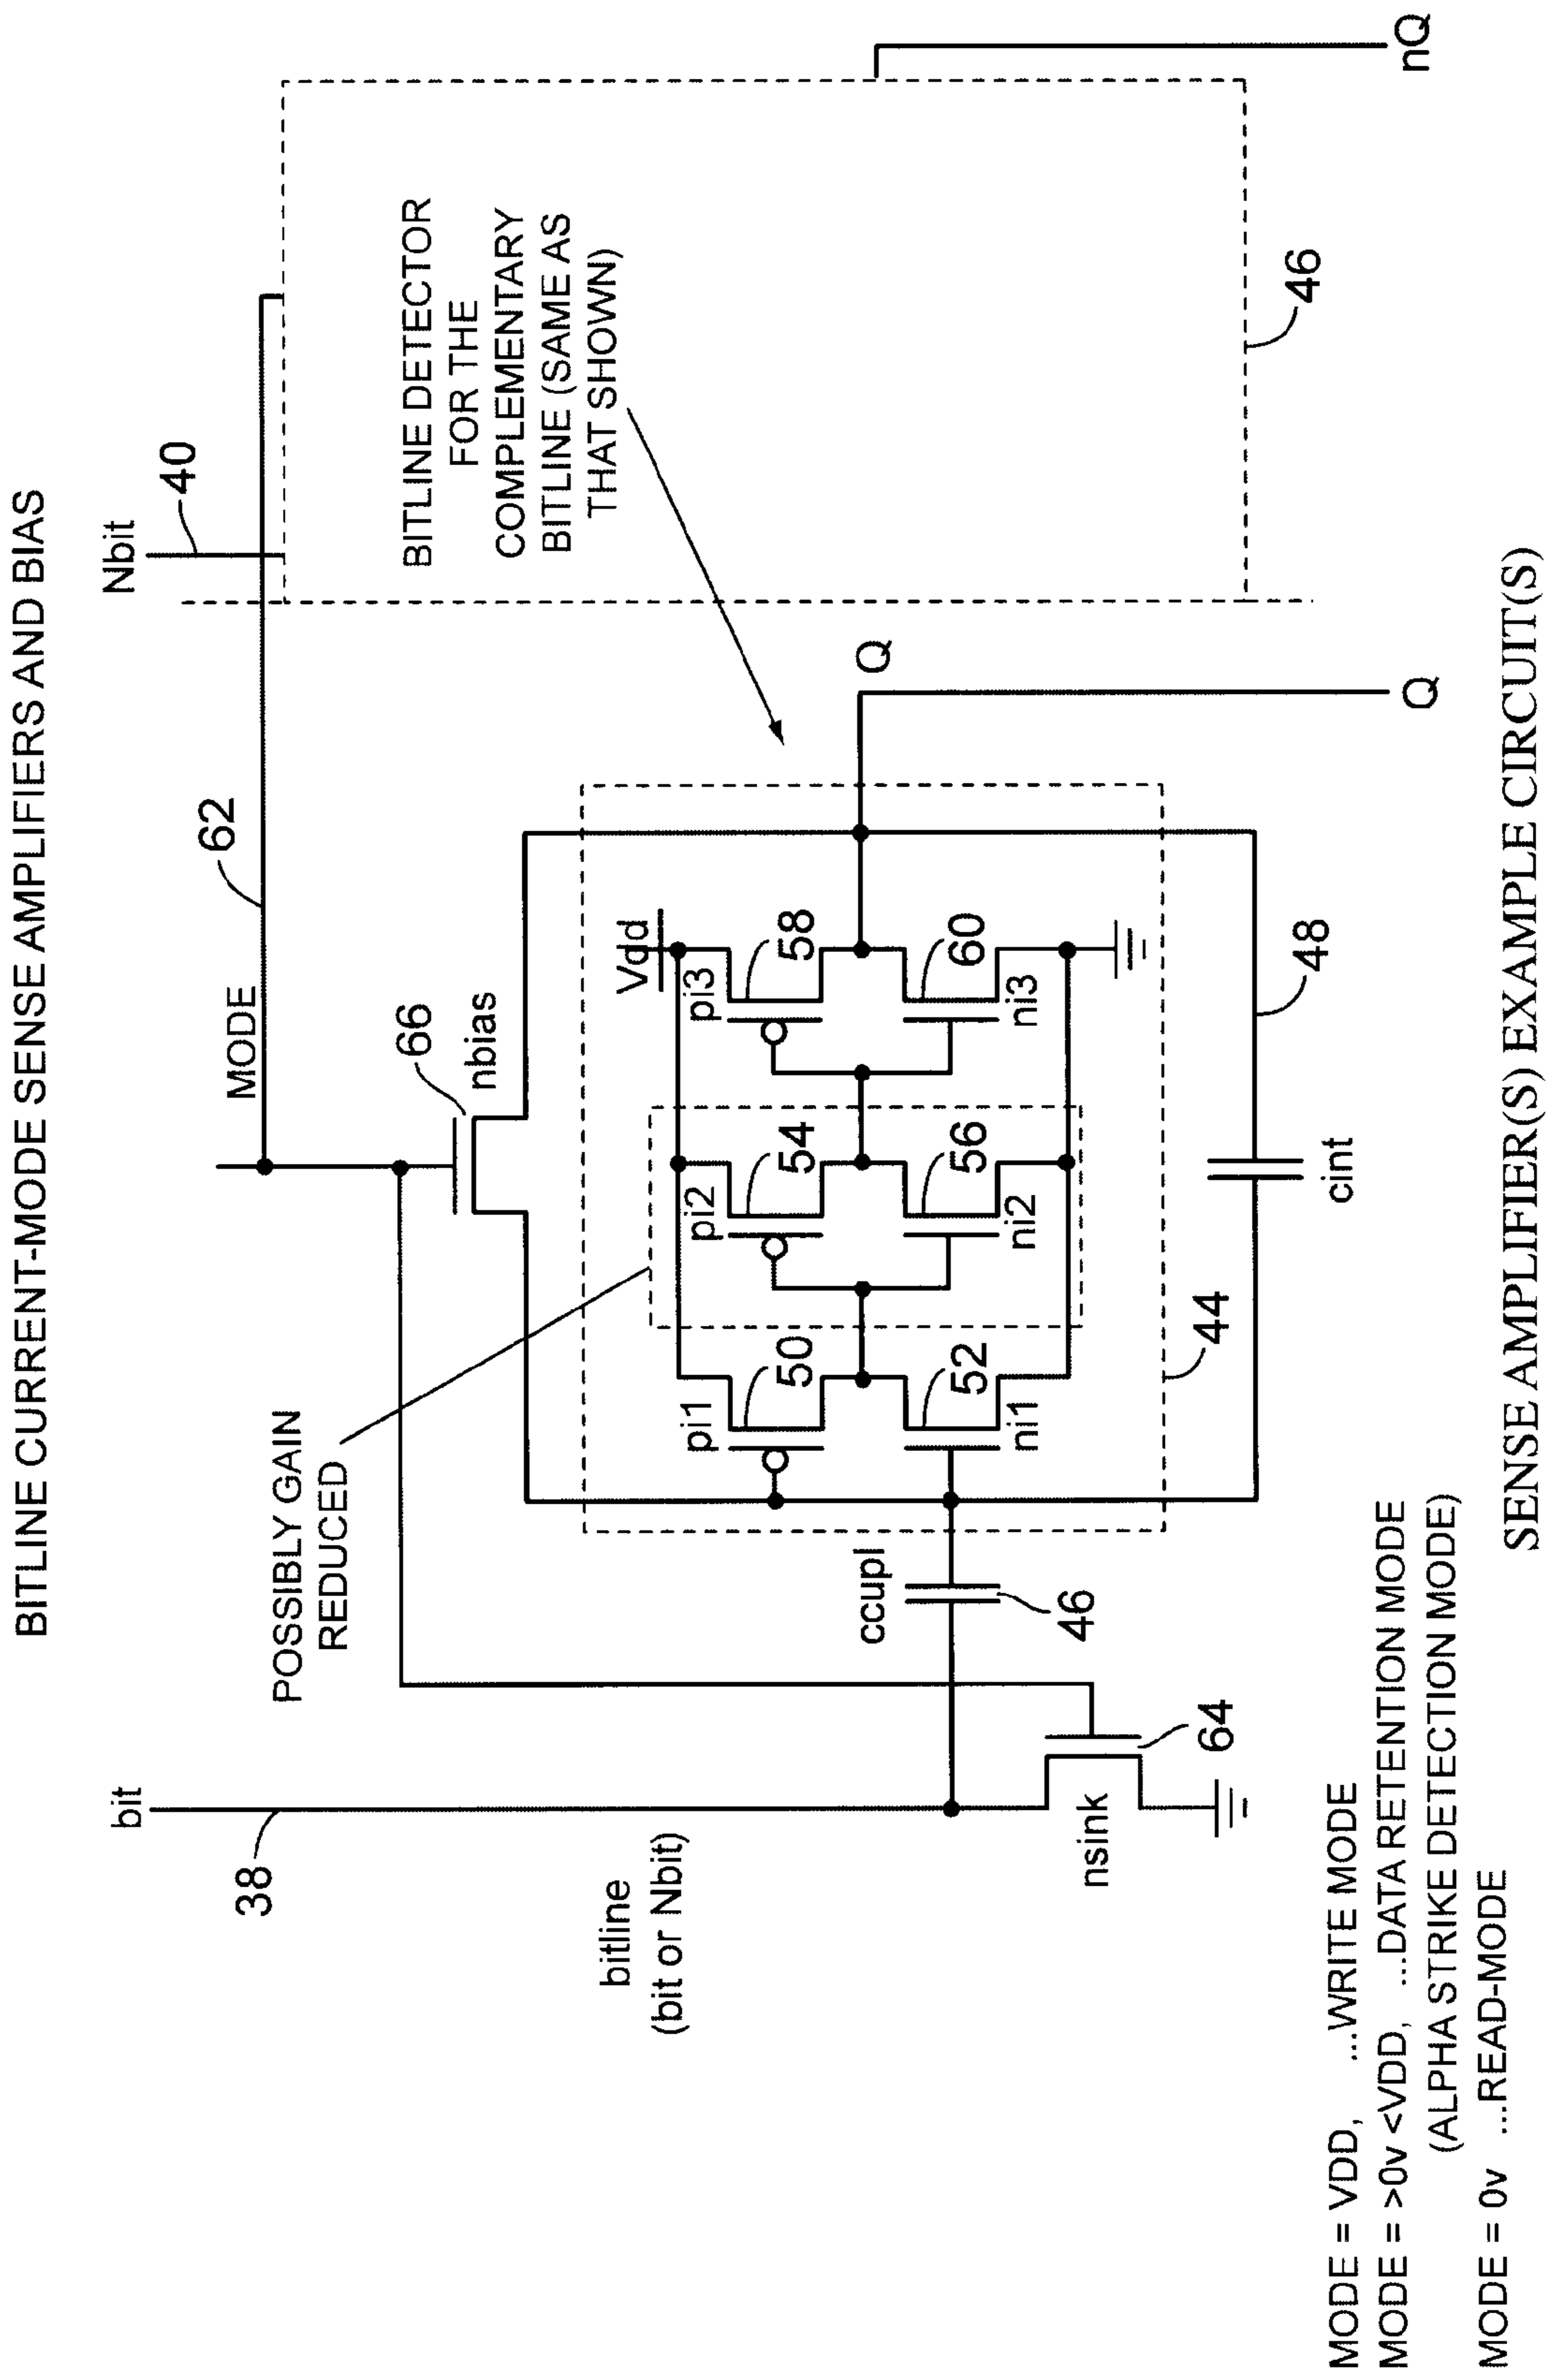 BITLINE CURRENT-MODE SENSE AMPLIFIERS AND BIAS
bit
38
bitline
(bit or Nbit)
Nbit
40
MODE
62
66
nbias
POSSIBLY GAIN
REDUCED
BITLINE DETECTOR
FOR THE
COMPLEMENTARY
BITLINE (SAME AS
THAT SHOWN)
Vdd
pi1
50
pi2
54
pi3
58
ccupl
46
ni1
52
ni2
56
ni3
60
Q
Q
nQ
46
44
48
cint
nsink
64
MODE = VDD, ...WRITE MODE
MODE = >0v <VDD, ...DATA RETENTION MODE
(ALPHA STRIKE DETECTION MODE)
MODE = 0v ...READ-MODE
SENSE AMPLIFIER(S) EXAMPLE CIRCUIT(S)